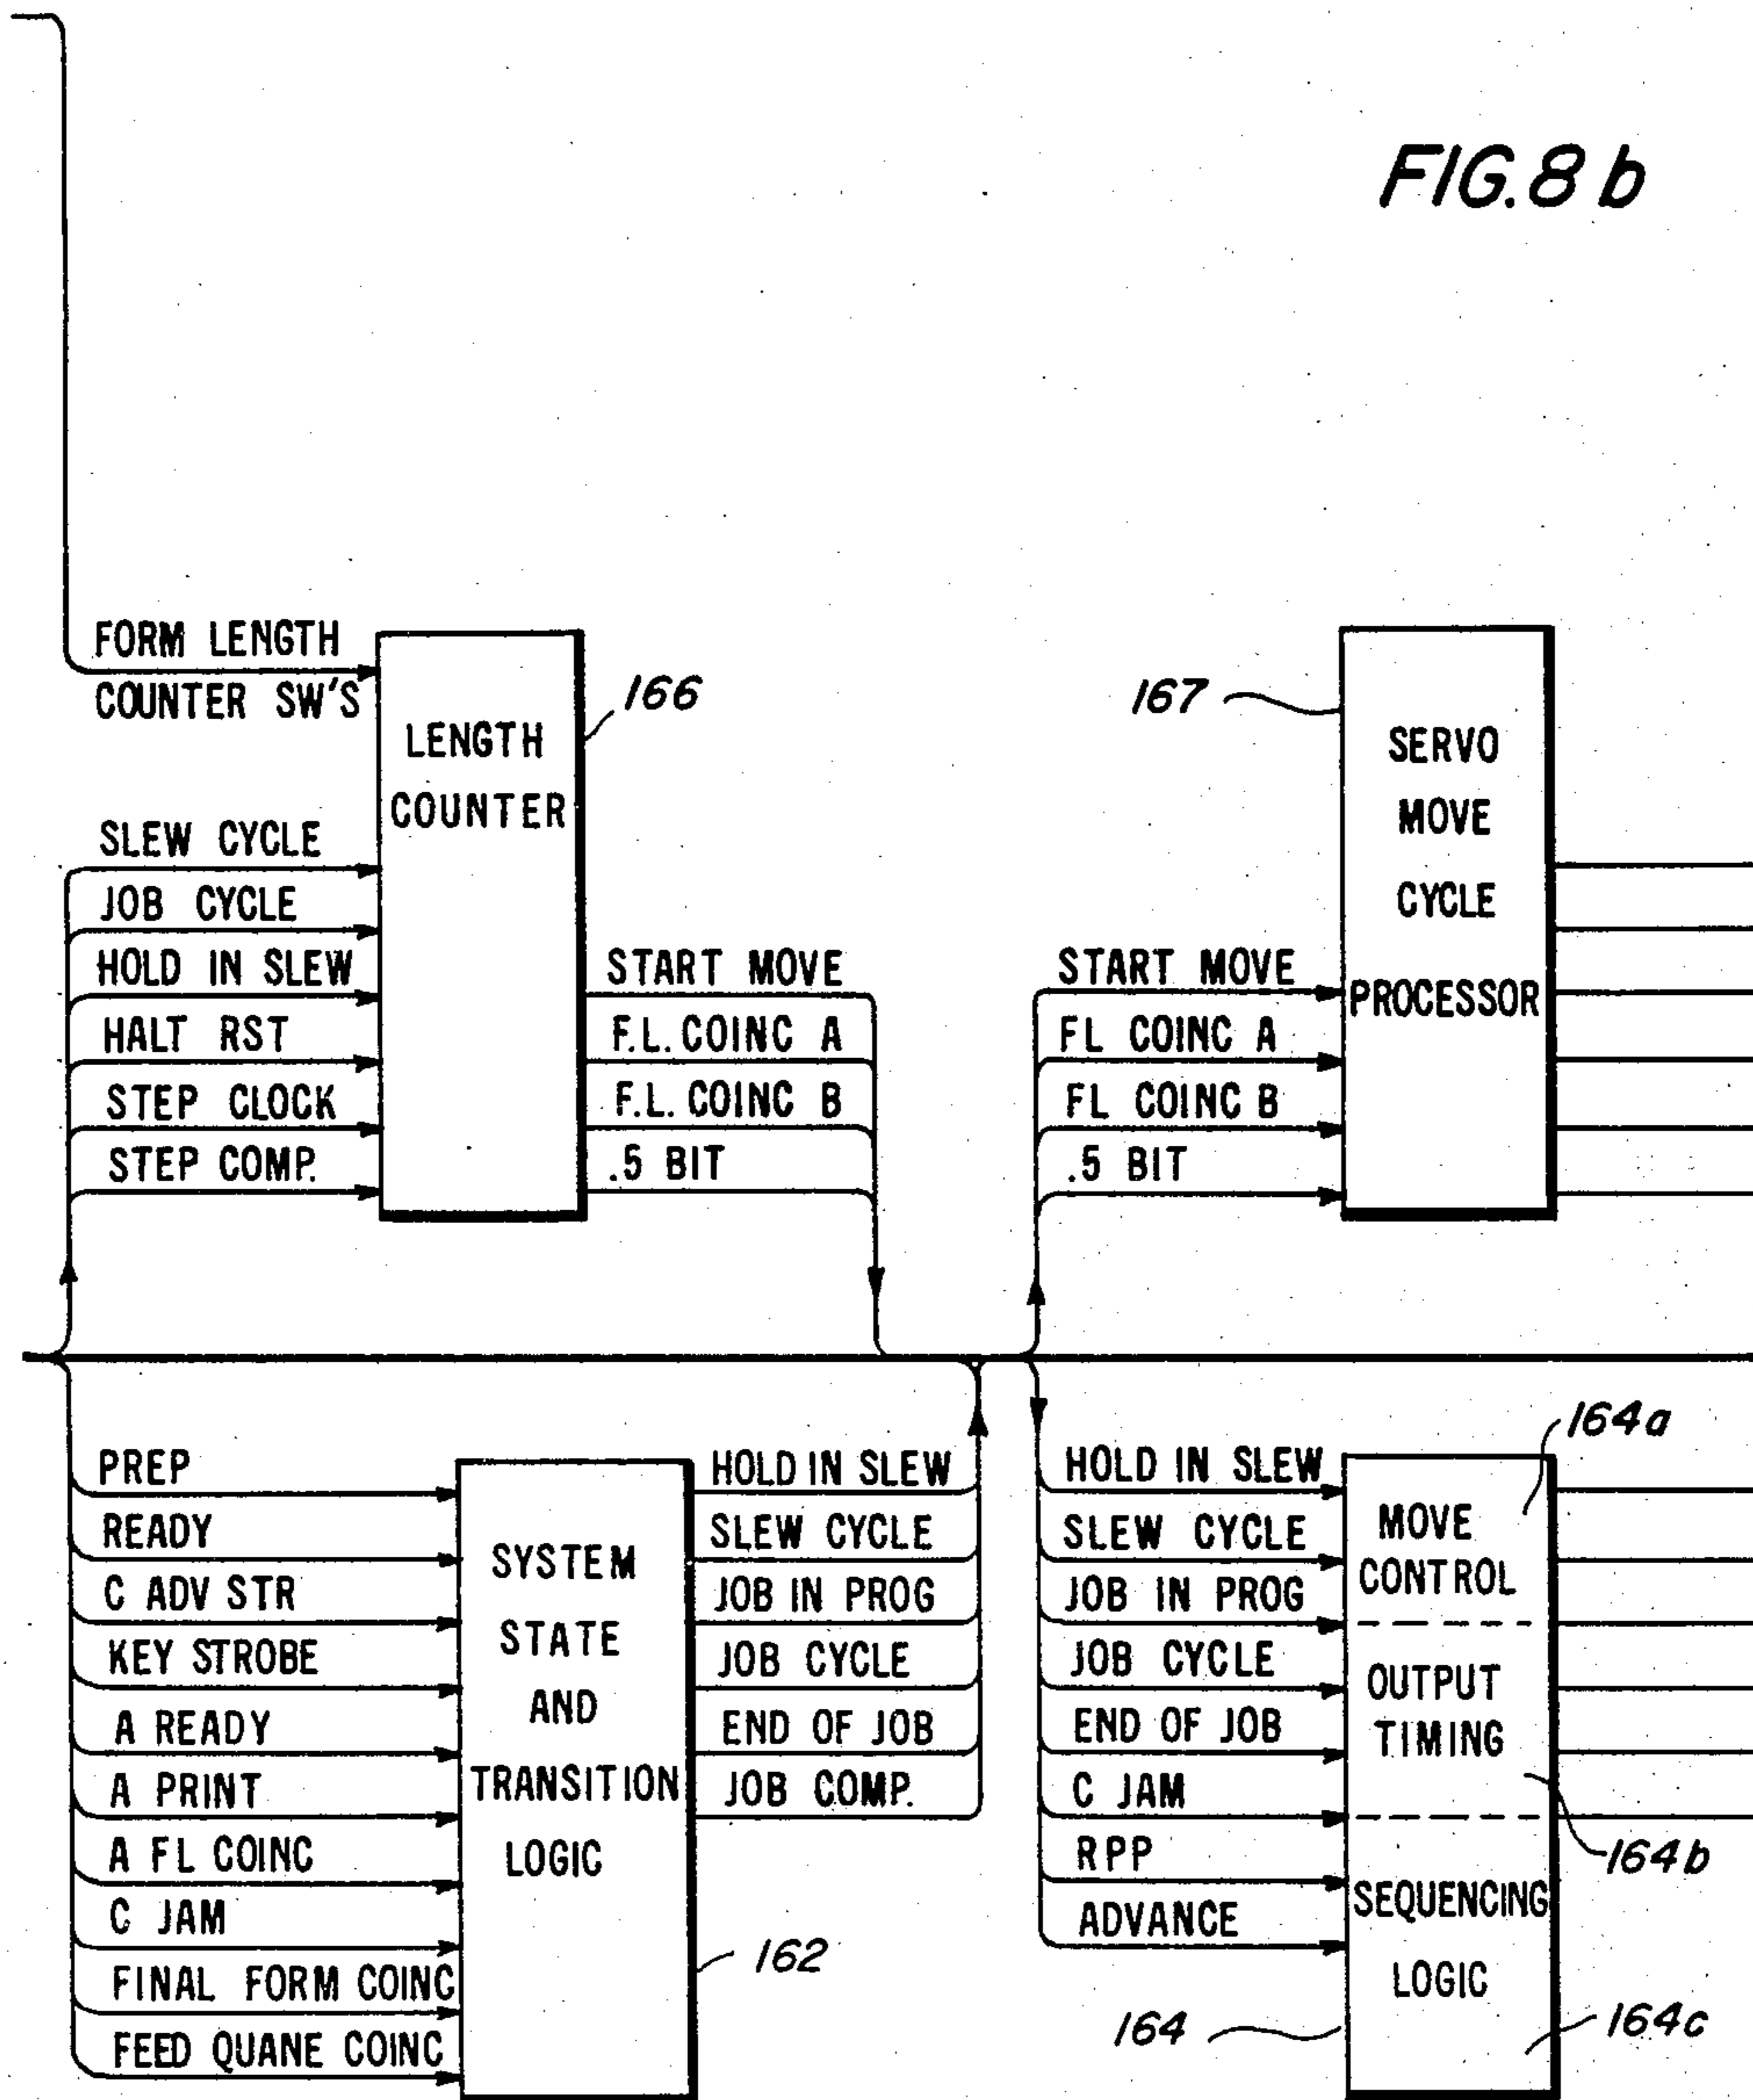 FIG. 8 b
FORM LENGTH
COUNTER SW'S
166
LENGTH
COUNTER
SLEW CYCLE
JOB CYCLE
HOLD IN SLEW
HALT RST
STEP CLOCK
STEP COMP.
START MOVE
F.L. COINC A
F.L. COINC B
.5 BIT
167
SERVO
MOVE
CYCLE
PROCESSOR
START MOVE
FL COINC A
FL COINC B
.5 BIT
PREP
READY
C ADV STR
KEY STROBE
A READY
A PRINT
A FL COINC
C JAM
FINAL FORM COINC
FEED QUANE COINC
SYSTEM
STATE
AND
TRANSITION
LOGIC
162
HOLD IN SLEW
SLEW CYCLE
JOB IN PROG
JOB CYCLE
END OF JOB
JOB COMP.
HOLD IN SLEW
SLEW CYCLE
JOB IN PROG
JOB CYCLE
END OF JOB
C JAM
RPP
ADVANCE
164a
MOVE
CONTROL
OUTPUT
TIMING
164b
SEQUENCING
LOGIC
164
164c